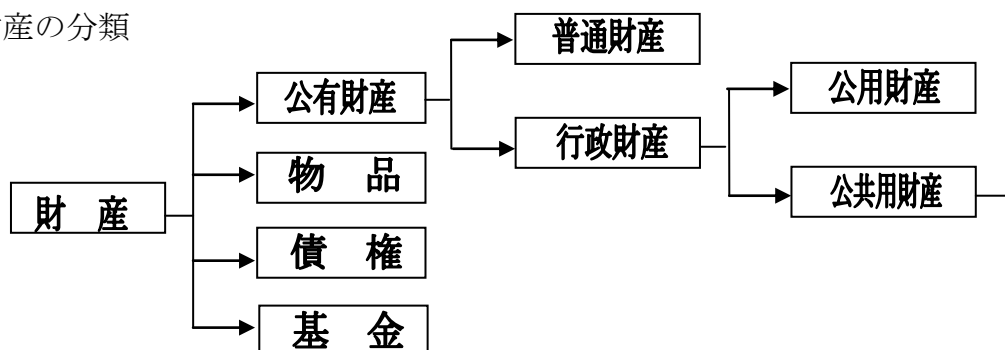 産の分類
普通財産
公有財産
公用財産
行政財産
物　品
公共用財産
財　産
債　権
基　金